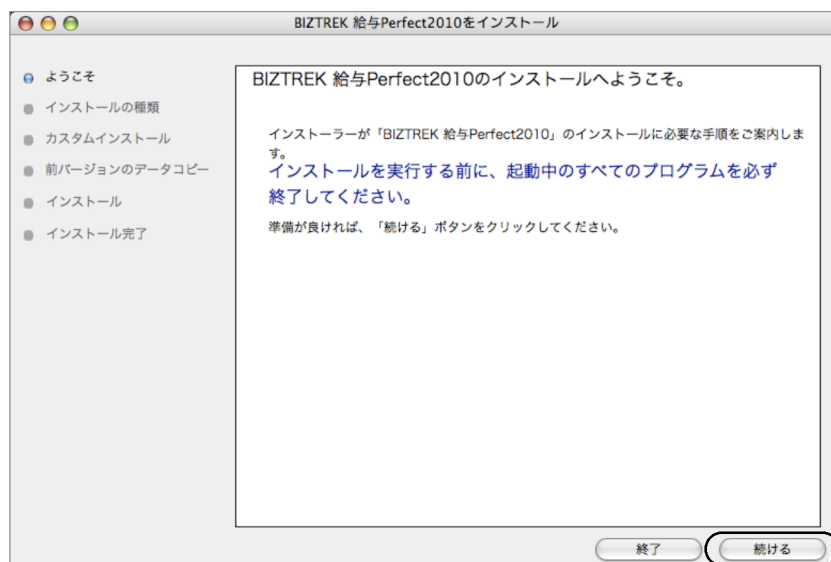 BIZTREK 給与Perfect2010をインストール
ようこそ
インストールの種類
カスタムインストール
前バージョンのデータコピー
インストール
インストール完了
BIZTREK 給与Perfect2010のインストールへようこそ。
インストーラーが「BIZTREK 給与Perfect2010」のインストールに必要な手順をご案内しま
す。
インストールを実行する前に、起動中のすべてのプログラムを必ず
終了してください。
準備が良ければ、「続ける」ボタンをクリックしてください。
終了
続ける